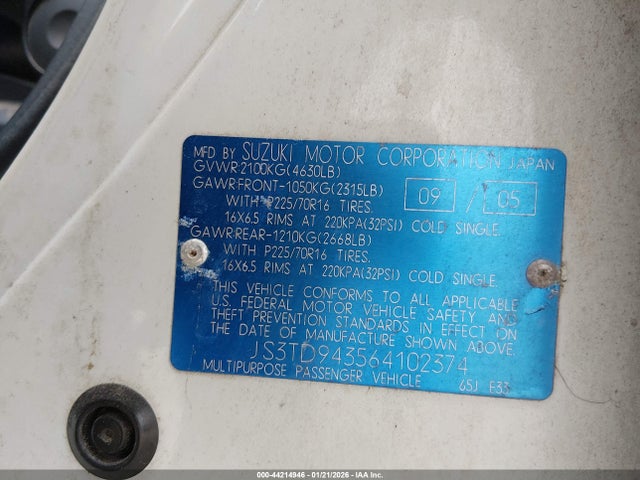 MFD BY SUZUKI MOTOR CORPORATION JAPAN
GVWR:2100KG(4630LB)
GAWR:FRONT-1050KG(2315LB) 09 / 05
WITH P225/70R16 TIRES.
16X6.5 RIMS AT 220KPA(32PSI) COLD SINGLE.
GAWR:REAR-1210KG(2668LB)
WITH P225/70R16 TIRES.
16X6.5 RIMS AT 220KPA(32PSI) COLD SINGLE.
THIS VEHICLE CONFORMS TO ALL APPLICABLE
U.S. FEDERAL MOTOR VEHICLE SAFETY AND
THEFT PREVENTION STANDARDS IN EFFECT ON
THE DATE OF MANUFACTURE SHOWN ABOVE.
JS3TD943564102374
MULTIPURPOSE PASSENGER VEHICLE 65J E33
000-44214946 - 01/21/2026 - IAA Inc.